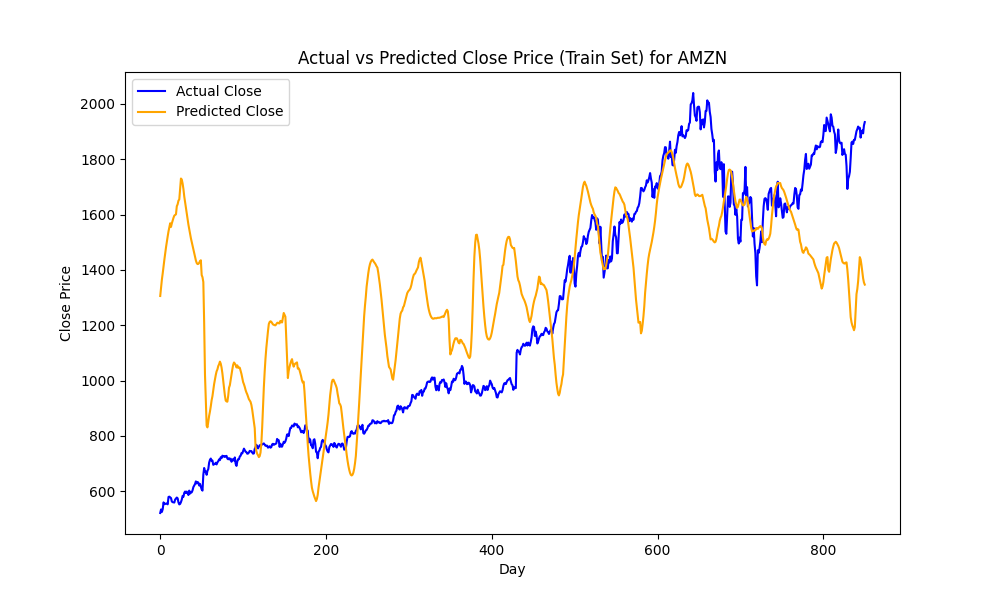 Actual vs Predicted Close Price (Train Set) for AMZN
Actual Close
Predicted Close
2000
1800
1600
1400
1200
1000
800
600
Close Price
0 200 400 600 800
Day